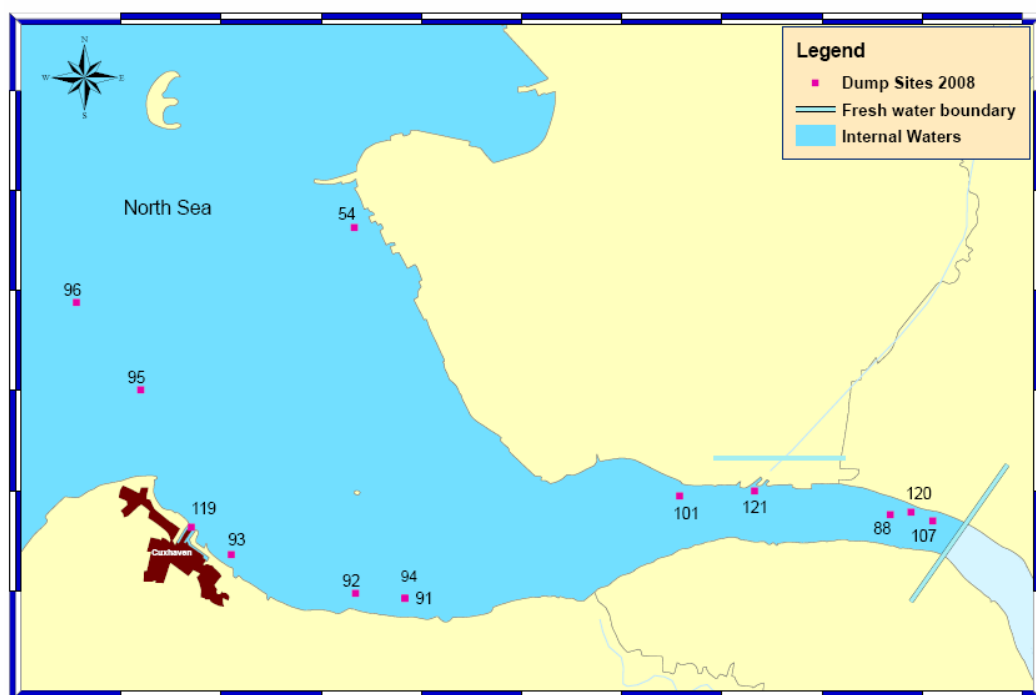 N
W E
S
Legend
Dump Sites 2008
Fresh water boundary
Internal Waters
North Sea
54
96
95
119
Cuxhaven
93
92
94
91
101
121
88
120
107